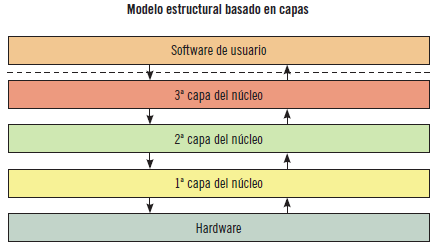 Modelo estructural basado en capas
Software de usuario
3ª capa del núcleo
2ª capa del núcleo
1ª capa del núcleo
Hardware